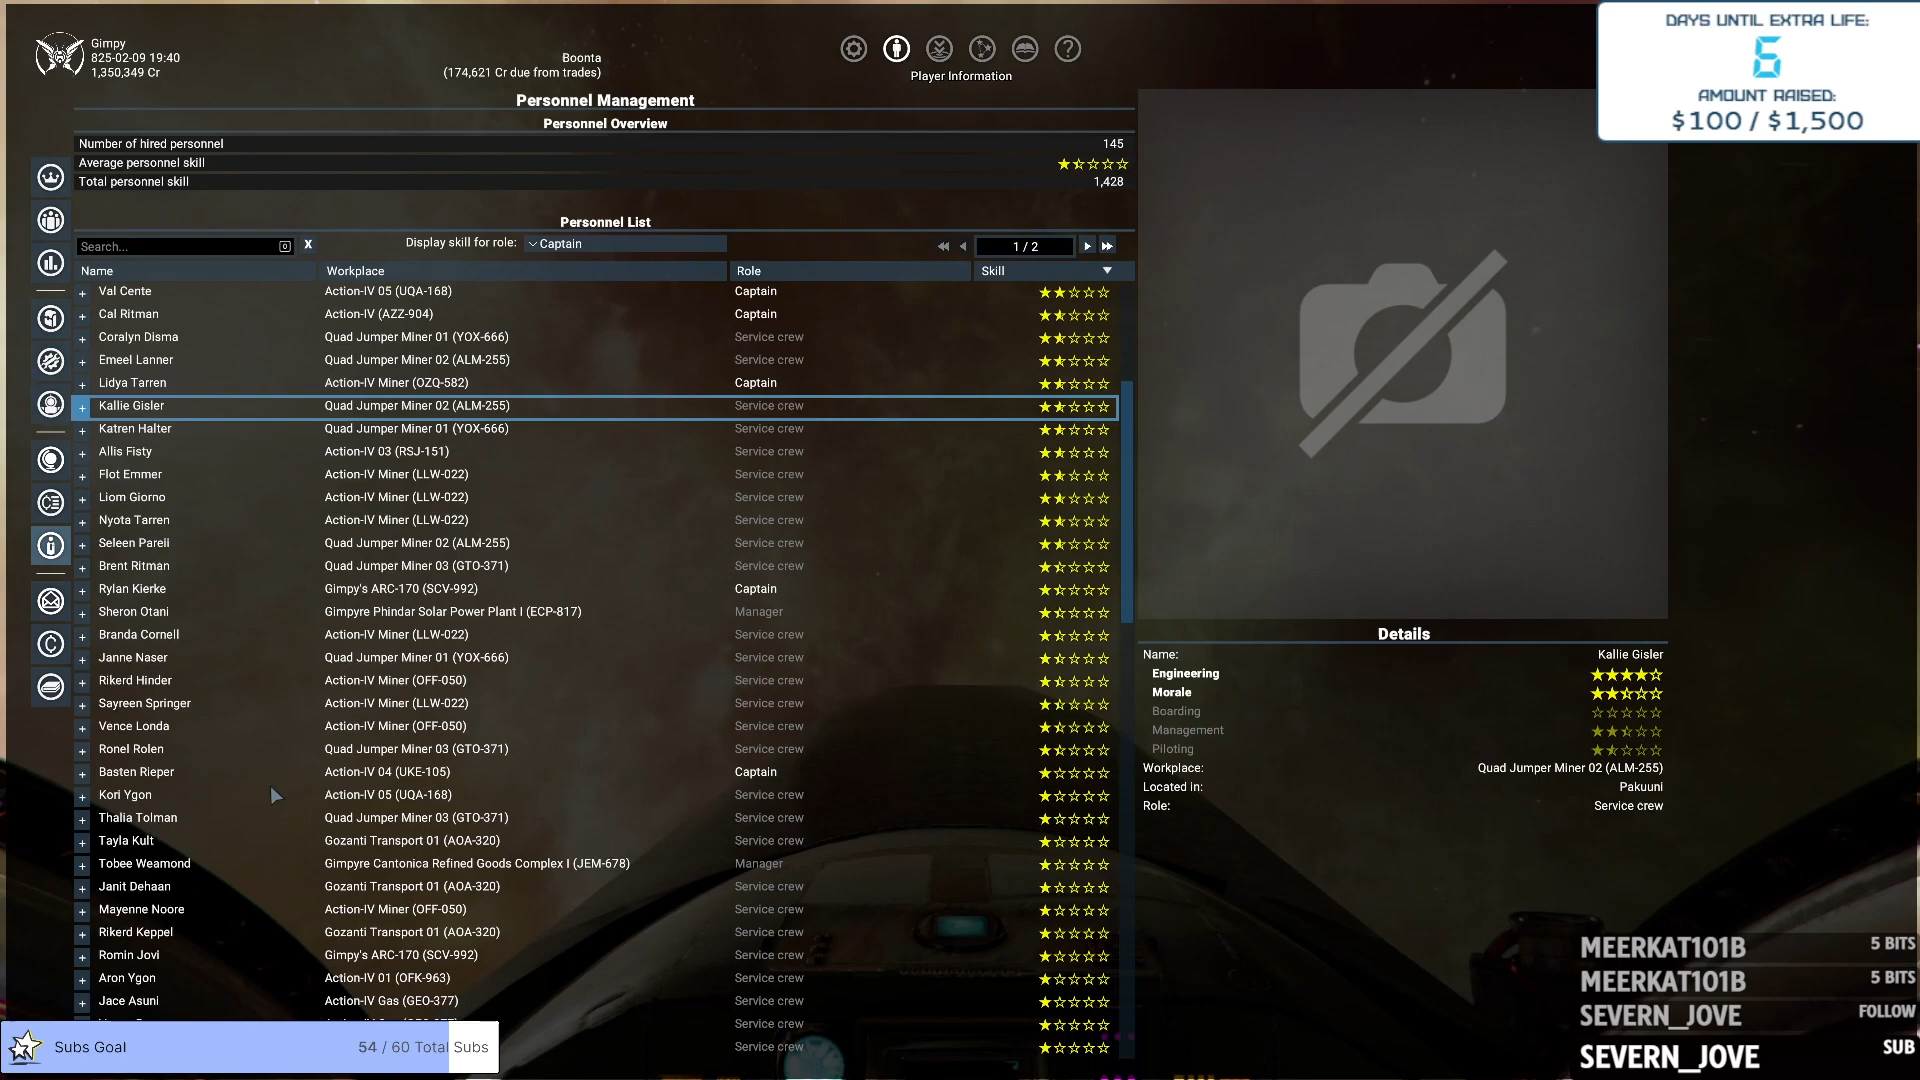 Gimpy
825-02-09 19:40
1,350,349 Cr
Boonta
(174,621 Cr due from trades)
Player Information
DAYS UNTIL EXTRA LIFE:
6
AMOUNT RAISED:
$100 / $1,500
Personnel Management
Personnel Overview
Number of hired personnel 145
Average personnel skill
Total personnel skill 1,428
Personnel List
Search... Display skill for role: Captain 1 / 2
Name Workplace Role Skill
Val Cente Action-IV 05 (UQA-168) Captain
Cal Ritman Action-IV (AZZ-904) Captain
Coralyn Disma Quad Jumper Miner 01 (YOX-666) Service crew
Emeel Lanner Quad Jumper Miner 02 (ALM-255) Service crew
Lidya Tarren Action-IV Miner (OZQ-582) Captain
Kallie Gisler Quad Jumper Miner 02 (ALM-255) Service crew
Katren Halter Quad Jumper Miner 01 (YOX-666) Service crew
Allis Fisty Action-IV 03 (RSJ-151) Service crew
Flot Emmer Action-IV Miner (LLW-022) Service crew
Liom Giorno Action-IV Miner (LLW-022) Service crew
Nyota Tarren Action-IV Miner (LLW-022) Service crew
Seleen Pareii Quad Jumper Miner 02 (ALM-255) Service crew
Brent Ritman Quad Jumper Miner 03 (GTO-371) Service crew
Rylan Kierke Gimpy's ARC-170 (SCV-992) Captain
Sheron Otani Gimpyre Phindar Solar Power Plant I (ECP-817) Manager
Branda Cornell Action-IV Miner (LLW-022) Service crew
Janne Naser Quad Jumper Miner 01 (YOX-666) Service crew
Rikerd Hinder Action-IV Miner (OFF-050) Service crew
Sayreen Springer Action-IV Miner (LLW-022) Service crew
Vence Londa Action-IV Miner (OFF-050) Service crew
Ronel Rolen Quad Jumper Miner 03 (GTO-371) Service crew
Basten Rieper Action-IV 04 (UKE-105) Captain
Kori Ygon Action-IV 05 (UQA-168) Service crew
Thalia Tolman Quad Jumper Miner 03 (GTO-371) Service crew
Tayla Kult Gozanti Transport 01 (AOA-320) Service crew
Tobee Weamond Gimpyre Cantonica Refined Goods Complex I (JEM-678) Manager
Janit Dehaan Gozanti Transport 01 (AOA-320) Service crew
Mayenne Noore Action-IV Miner (OFF-050) Service crew
Rikerd Keppel Gozanti Transport 01 (AOA-320) Service crew
Romin Jovi Gimpy's ARC-170 (SCV-992) Service crew
Aron Ygon Action-IV 01 (OFK-963) Service crew
Jace Asuni Action-IV Gas (GEO-377) Service crew
Service crew
Service crew
Details
Name: Kallie Gisler
Engineering
Morale
Boarding
Management
Piloting
Workplace: Quad Jumper Miner 02 (ALM-255)
Located in: Pakuuni
Role: Service crew
Subs Goal 54 / 60 Total Subs
MEERKAT101B 5 BITS
MEERKAT101B 5 BITS
SEVERN_JOVE FOLLOW
SEVERN_JOVE SUB